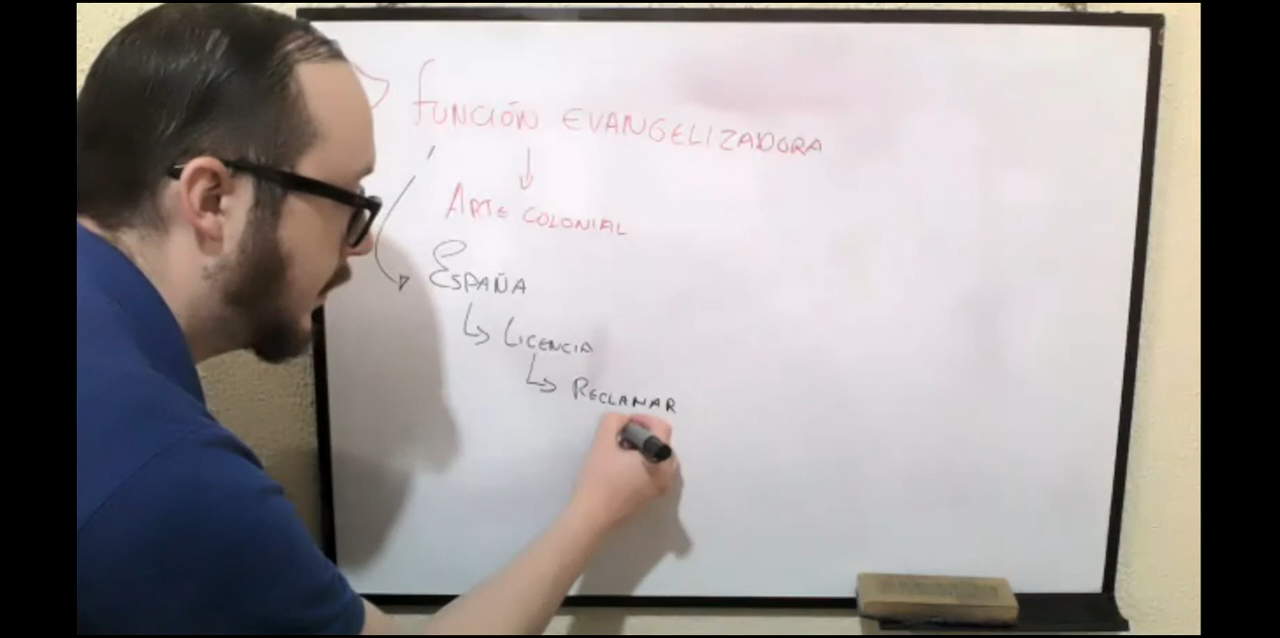 FUNCIÓN EVANGELIZADORA
ARTE COLONIAL
ESPAÑA
LICENCIA
RECLAMAR